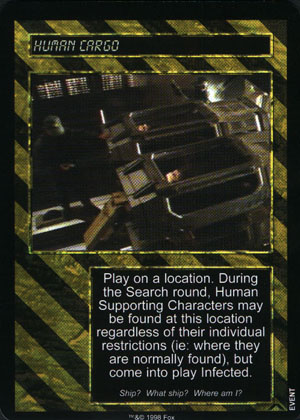 HUMAN CARGO
Play on a location. During
the Search round, Human
Supporting Characters may
be found at this location
regardless of their individual
restrictions (ie: where they
are normally found), but
come into play Infected.
Ship? What ship? Where am I?
EVENT
™&© 1998 Fox